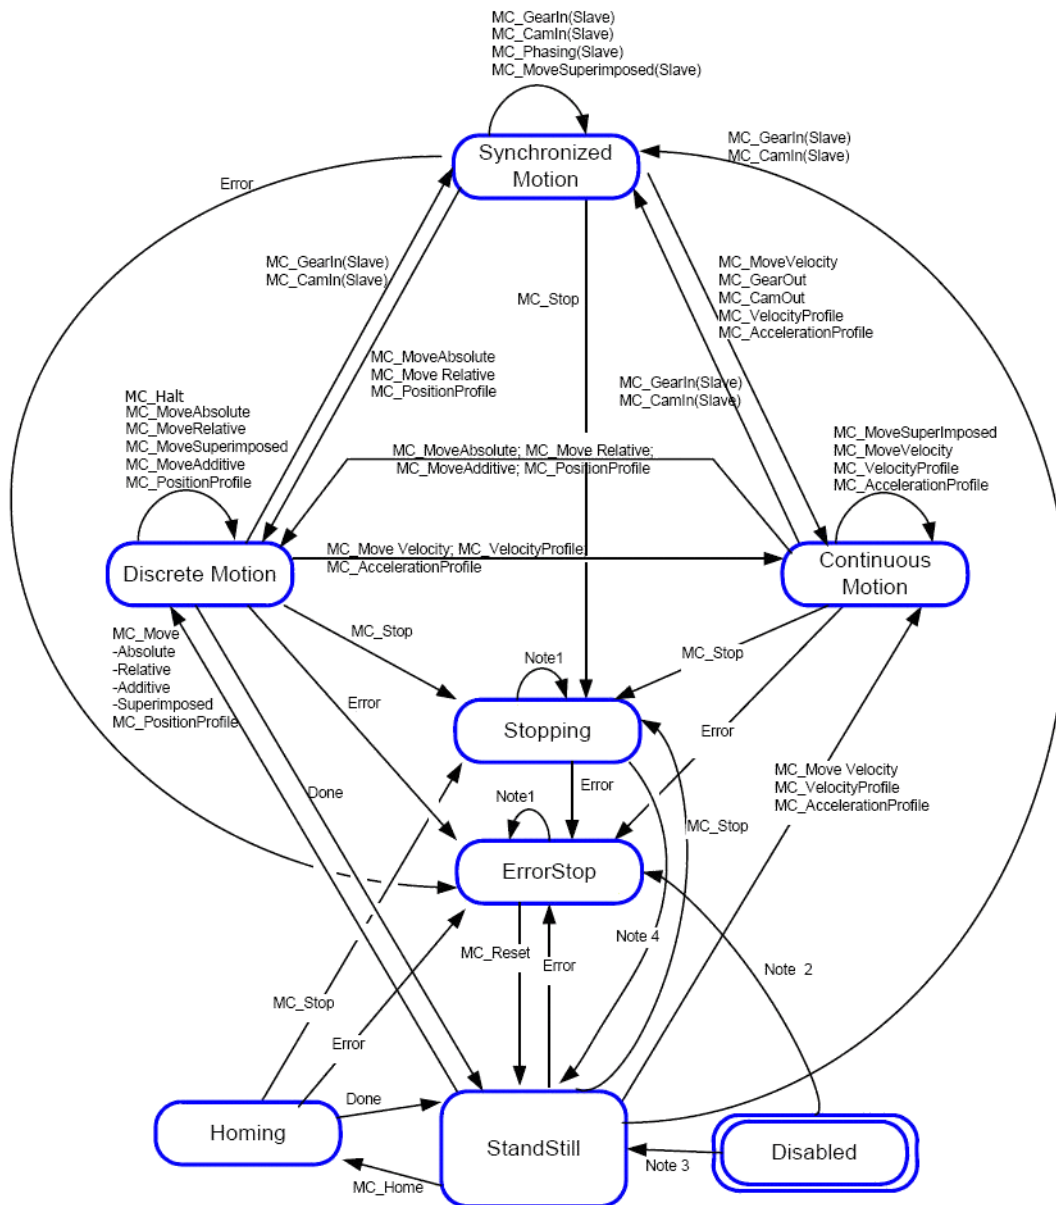 MC_GearIn(Slave)
MC_CamIn(Slave)
MC_Phasing(Slave)
MC_MoveSuperimposed(Slave)
Synchronized
Motion
MC_GearIn(Slave)
MC_CamIn(Slave)
Error
MC_GearIn(Slave)
MC_CamIn(Slave)
MC_MoveVelocity
MC_GearOut
MC_CamOut
MC_VelocityProfile
MC_AccelerationProfile
MC_Stop
MC_MoveAbsolute
MC_Move Relative
MC_PositionProfile
MC_GearIn(Slave)
MC_CamIn(Slave)
MC_Halt
MC_MoveAbsolute
MC_MoveRelative
MC_MoveSuperimposed
MC_MoveAdditive
MC_PositionProfile
MC_MoveAbsolute; MC_Move Relative;
MC_MoveAdditive; MC_PositionProfile
MC_MoveSuperImposed
MC_MoveVelocity
MC_VelocityProfile
MC_AccelerationProfile
Discrete Motion
MC_Move Velocity; MC_VelocityProfile;
MC_AccelerationProfile
Continuous
Motion
MC_Move
-Absolute
-Relative
-Additive
-Superimposed
MC_PositionProfile
MC_Stop
Note1
MC_Stop
Error
Stopping
Error
Done
Note1
Error
MC_Move Velocity
MC_VelocityProfile
MC_AccelerationProfile
MC_Stop
ErrorStop
MC_Reset
Error
Note 4
Note 2
MC_Stop
Error
Done
Homing
StandStill
Disabled
Note 3
MC_Home